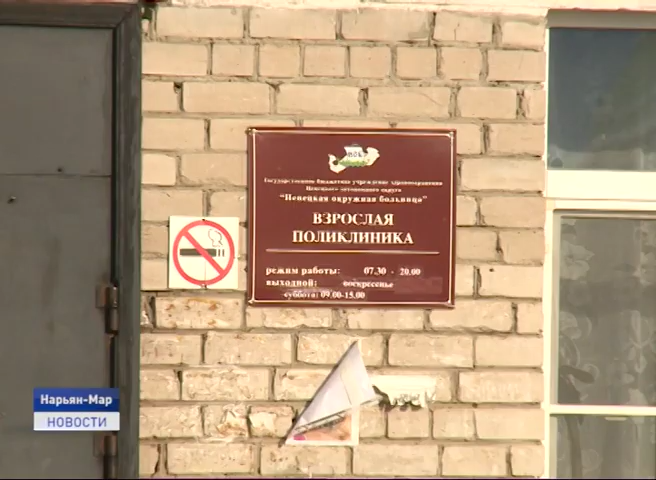 Государственное бюджетное учреждение здравоохранения
Ненецкого автономного округа
"Ненецкая окружная больница"
ВЗРОСЛАЯ
ПОЛИКЛИНИКА
режим работы: 07.30 - 20.00
выходной: воскресенье
суббота: 09.00-15.00
Нарьян-Мар
НОВОСТИ